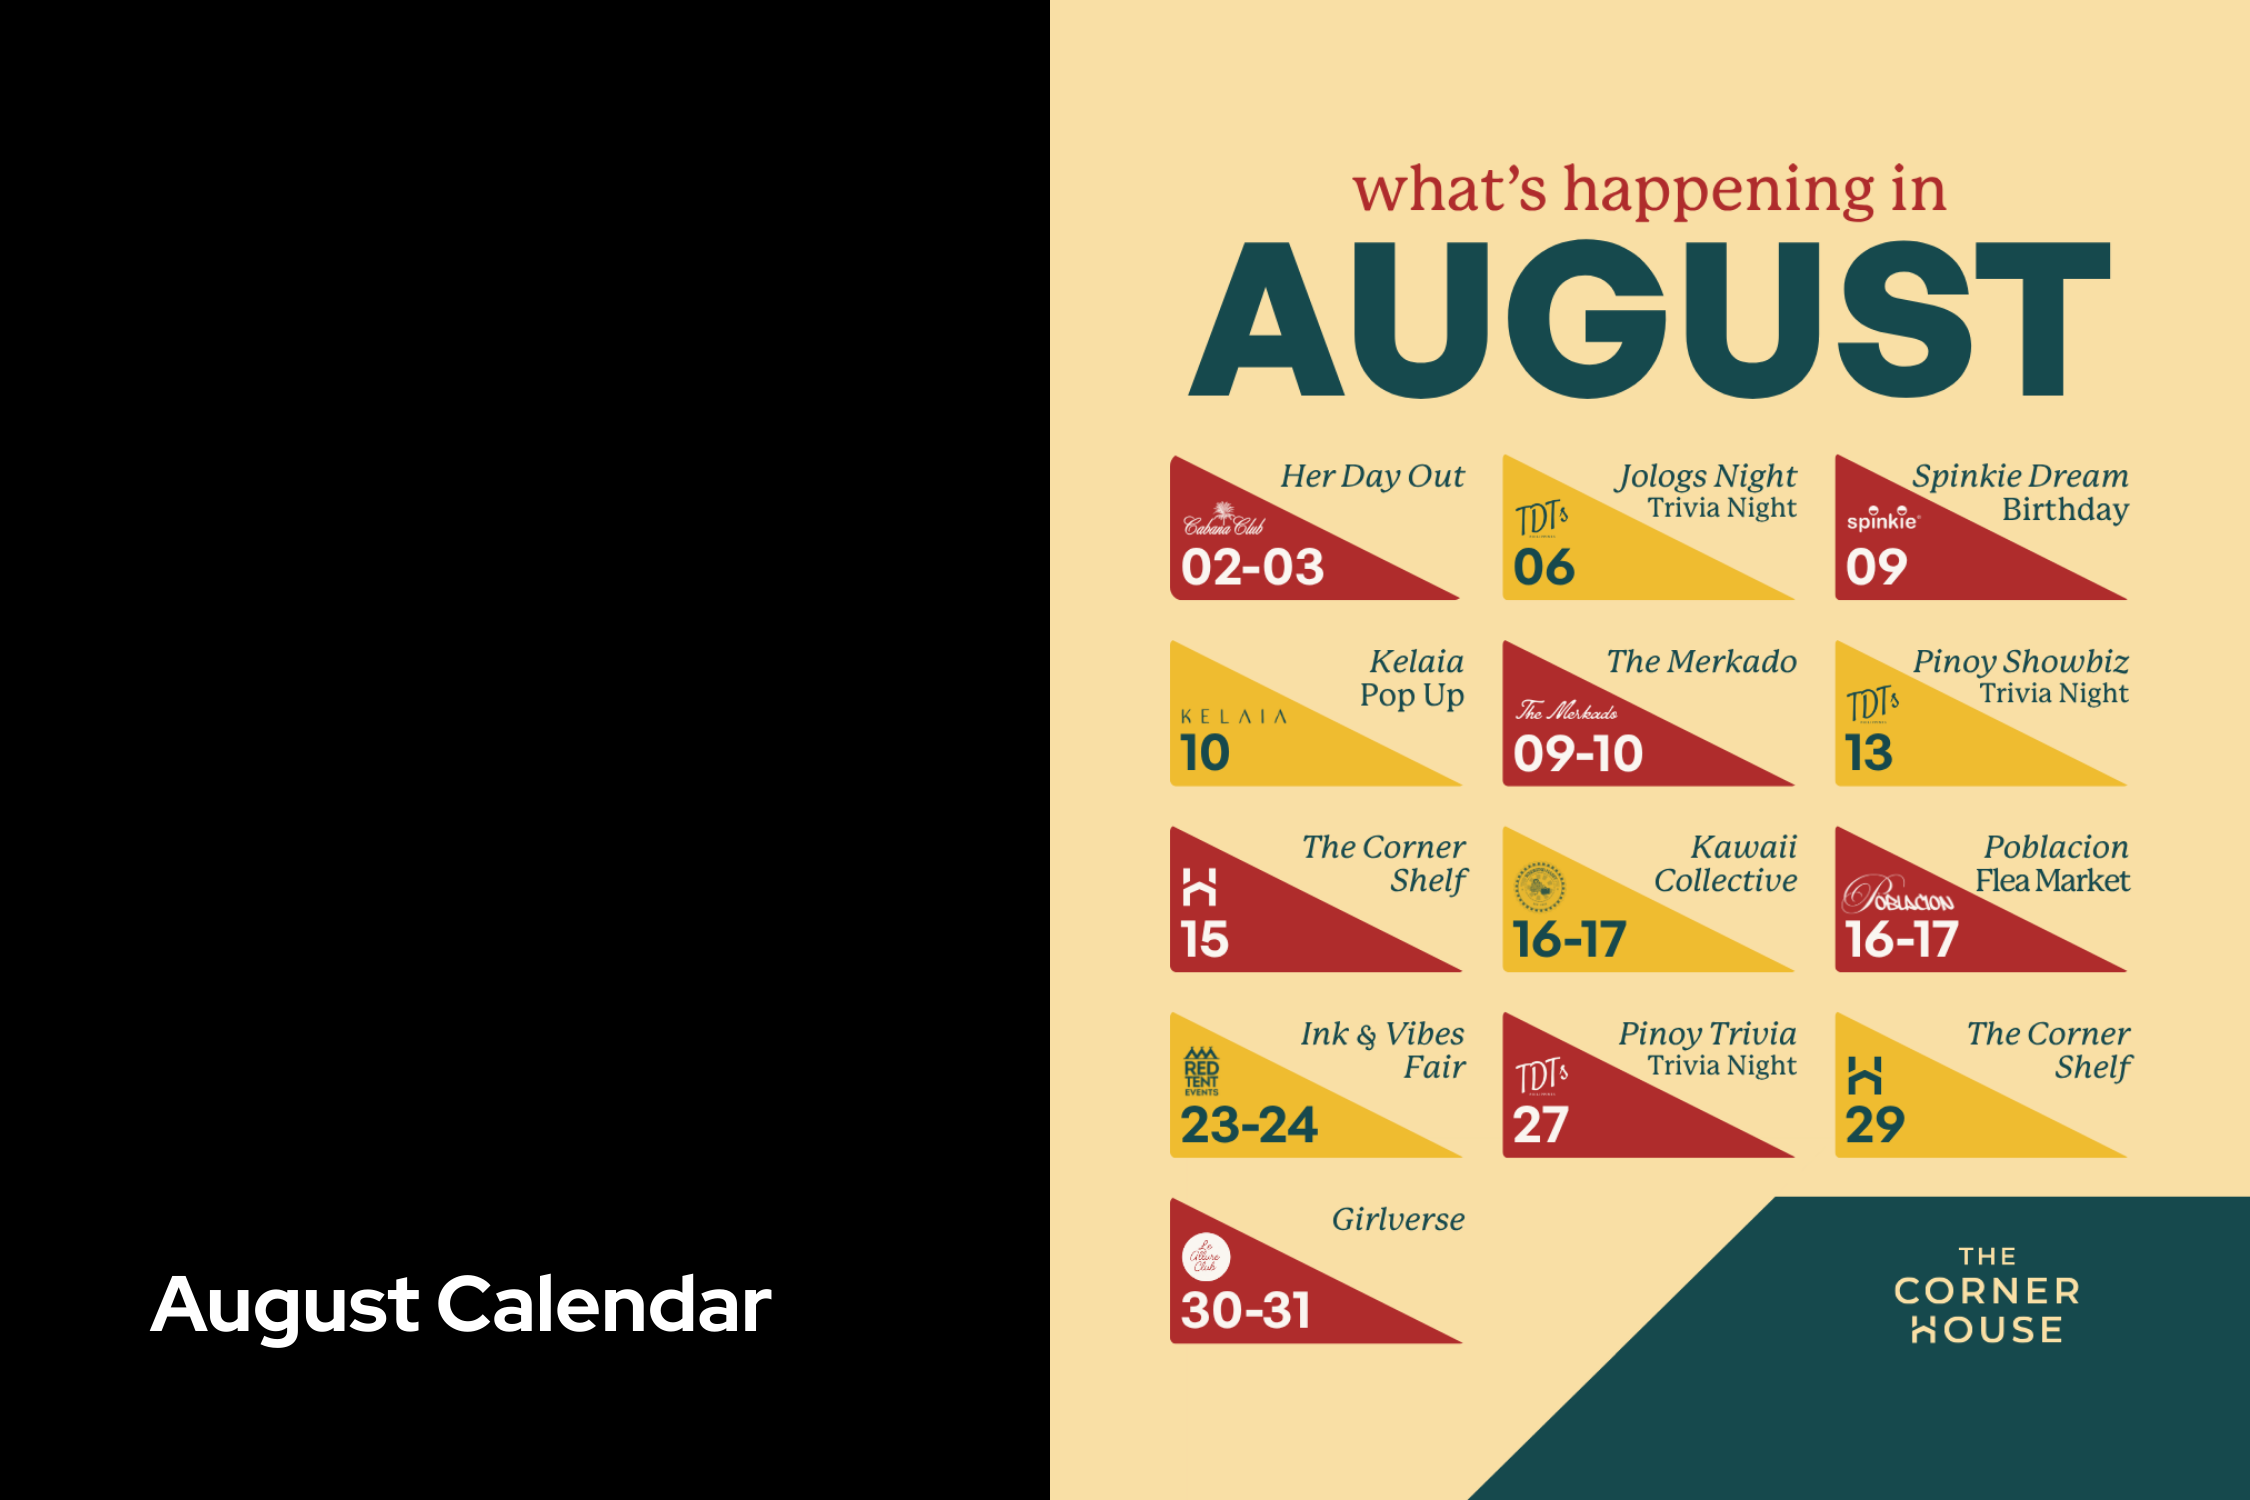 August Calendar
what's happening in
AUGUST
Her Day Out
Cabana Club
02-03
Jologs Night
Trivia Night
TDTs
06
Spinkie Dream
Birthday
spinkie
09
Kelaia
Pop Up
KELAIA
10
The Merkado
The Merkado
09-10
Pinoy Showbiz
Trivia Night
TDTs
13
The Corner
Shelf
15
Kawaii
Collective
16-17
Poblacion
Flea Market
POBLACION
16-17
Ink & Vibes
Fair
RED
TENT
EVENTS
23-24
Pinoy Trivia
Trivia Night
TDTs
27
The Corner
Shelf
29
Girlverse
Le
Allure
Club
30-31
THE
CORNER
HOUSE